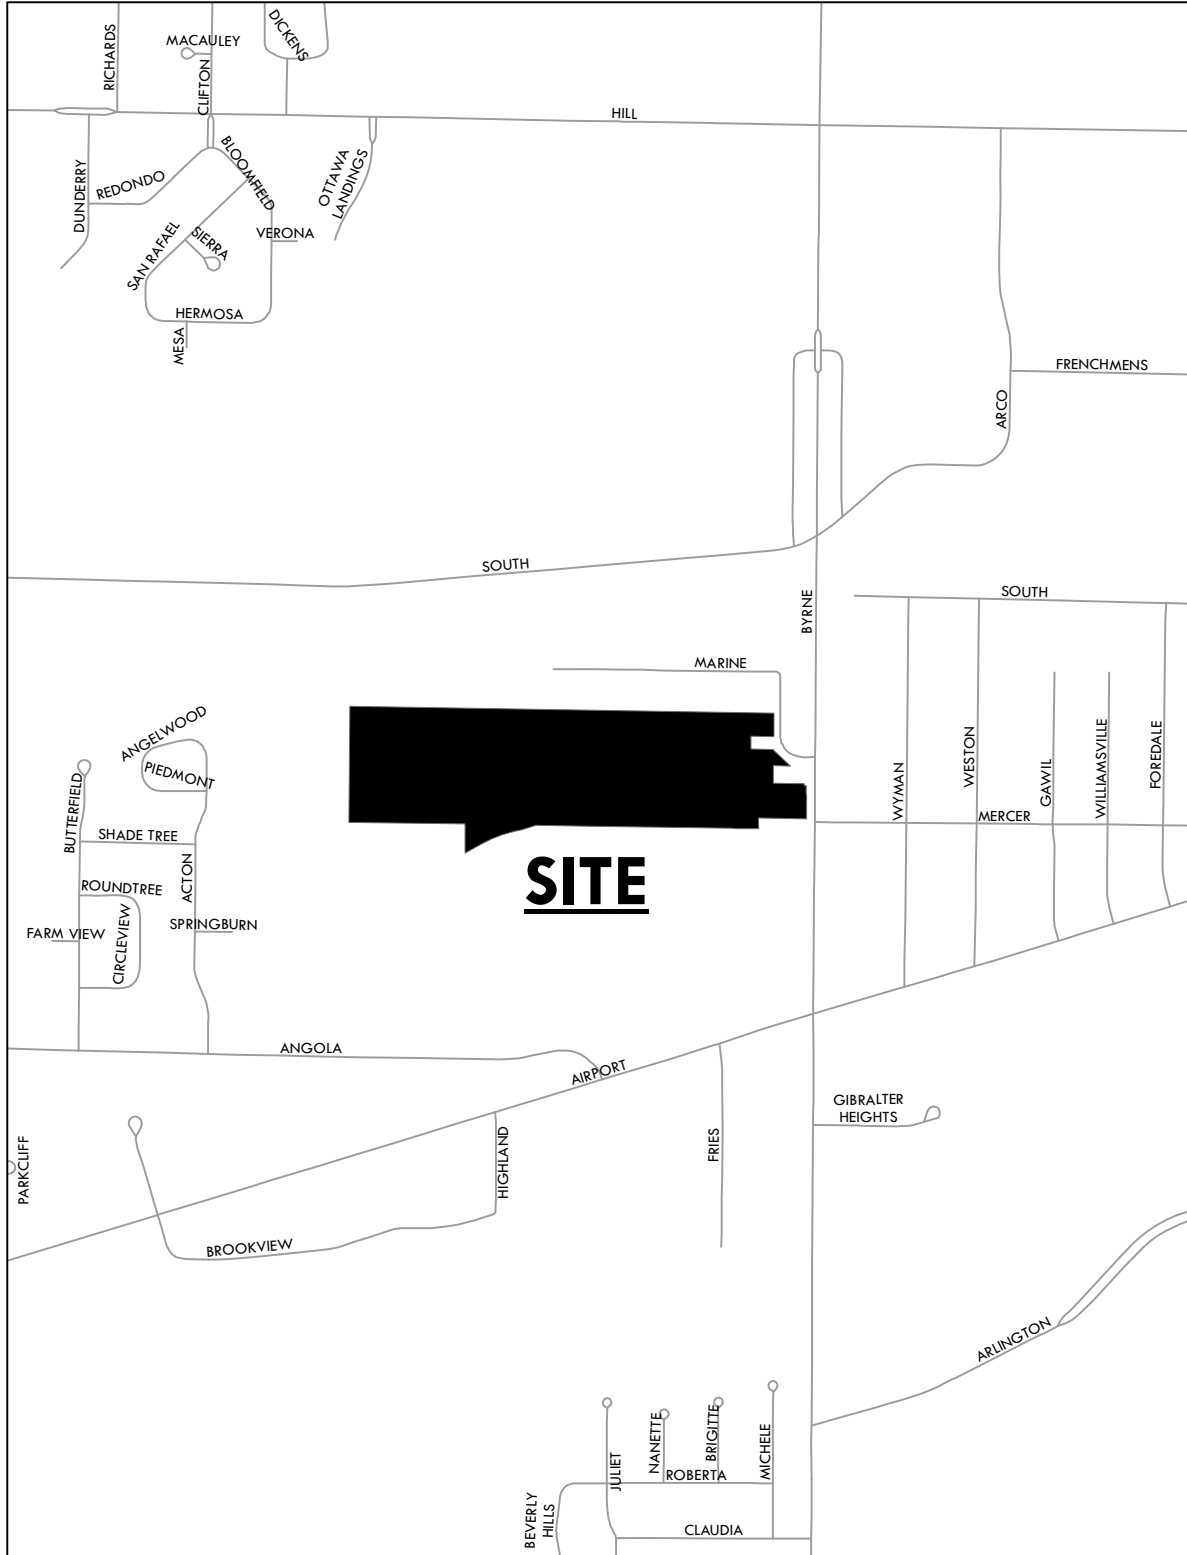 RICHARDS
MACAULEY
CLIFTON
DICKENS
HILL
DUNDERRY
REDONDO
BLOOMFIELD
OTTAWA
LANDINGS
SAN RAFAEL
SIERRA
VERONA
HERMOSA
MESA
FRENCHMENS
ARCO
SOUTH
BYRNE
SOUTH
MARINE
ANGELWOOD
PIEDMONT
BUTTERFIELD
SHADE TREE
ACTON
ROUNDTREE
CIRCLEVIEW
FARM VIEW
SPRINGBURN
WYMAN
WESTON
GAWIL
WILLIAMSVILLE
FOREDALE
MERCER
SITE
ANGOLA
AIRPORT
GIBRALTER
HEIGHTS
PARKCLIFF
HIGHLAND
FRIES
BROOKVIEW
ARLINGTON
JULIET
NANETTE
BRIGITTE
MICHELE
ROBERTA
BEVERLY
HILLS
CLAUDIA